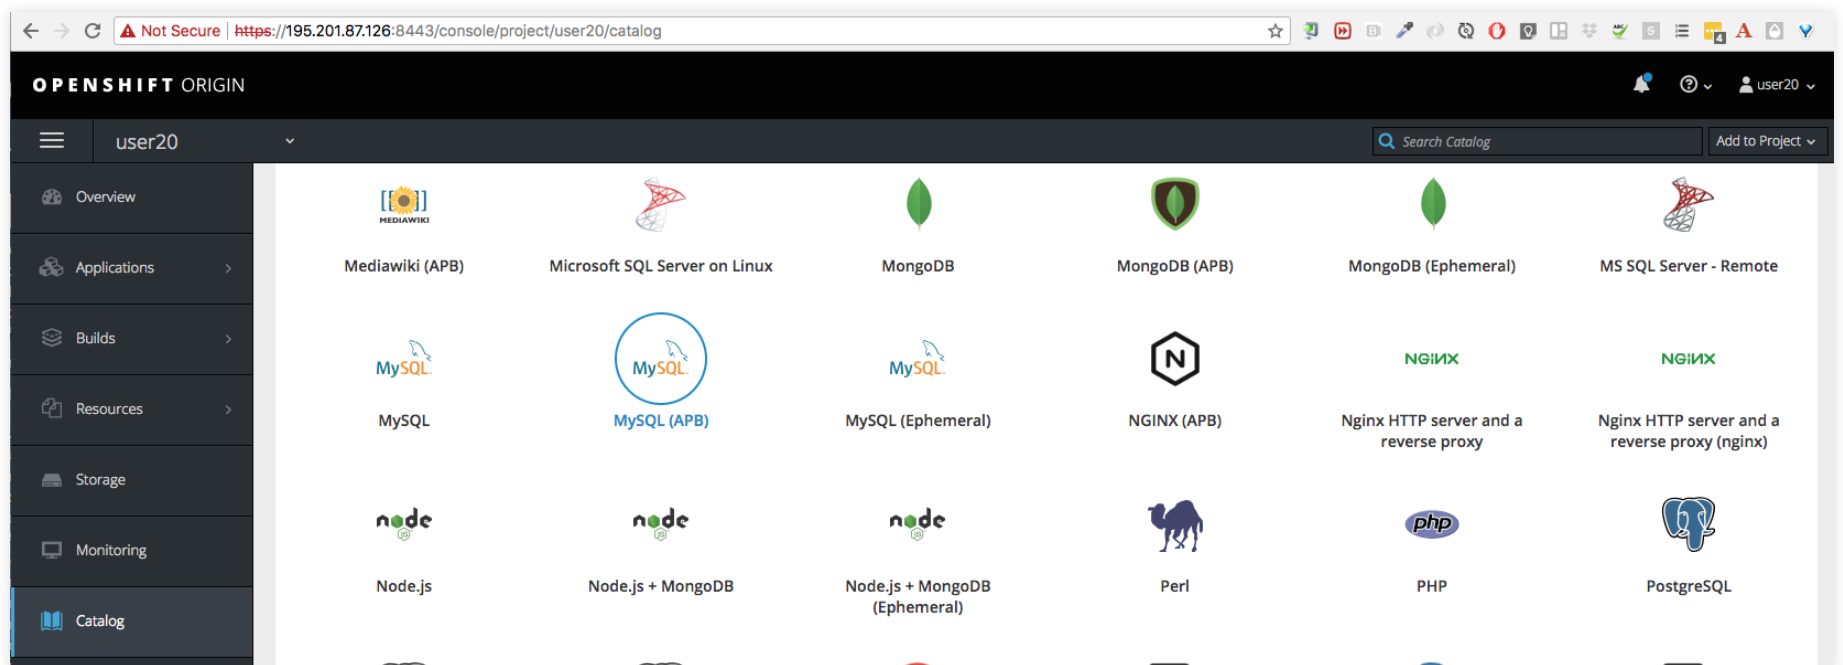 Not Secure | https://195.201.87.126:8443/console/project/user20/catalog
OPENSHIFT ORIGIN
user20
user20
Search Catalog
Add to Project
Overview
Applications
Builds
Resources
Storage
Monitoring
Catalog
MEDIAWIKI
Mediawiki (APB)
Microsoft SQL Server on Linux
MongoDB
MongoDB (APB)
MongoDB (Ephemeral)
MS SQL Server - Remote
MySQL
MySQL
MySQL
N
NGINX
NGINX
MySQL
MySQL (APB)
MySQL (Ephemeral)
NGINX (APB)
Nginx HTTP server and a
reverse proxy
Nginx HTTP server and a
reverse proxy (nginx)
node
JS
node
JS
node
JS
php
Node.js
Node.js + MongoDB
Node.js + MongoDB
(Ephemeral)
Perl
PHP
PostgreSQL